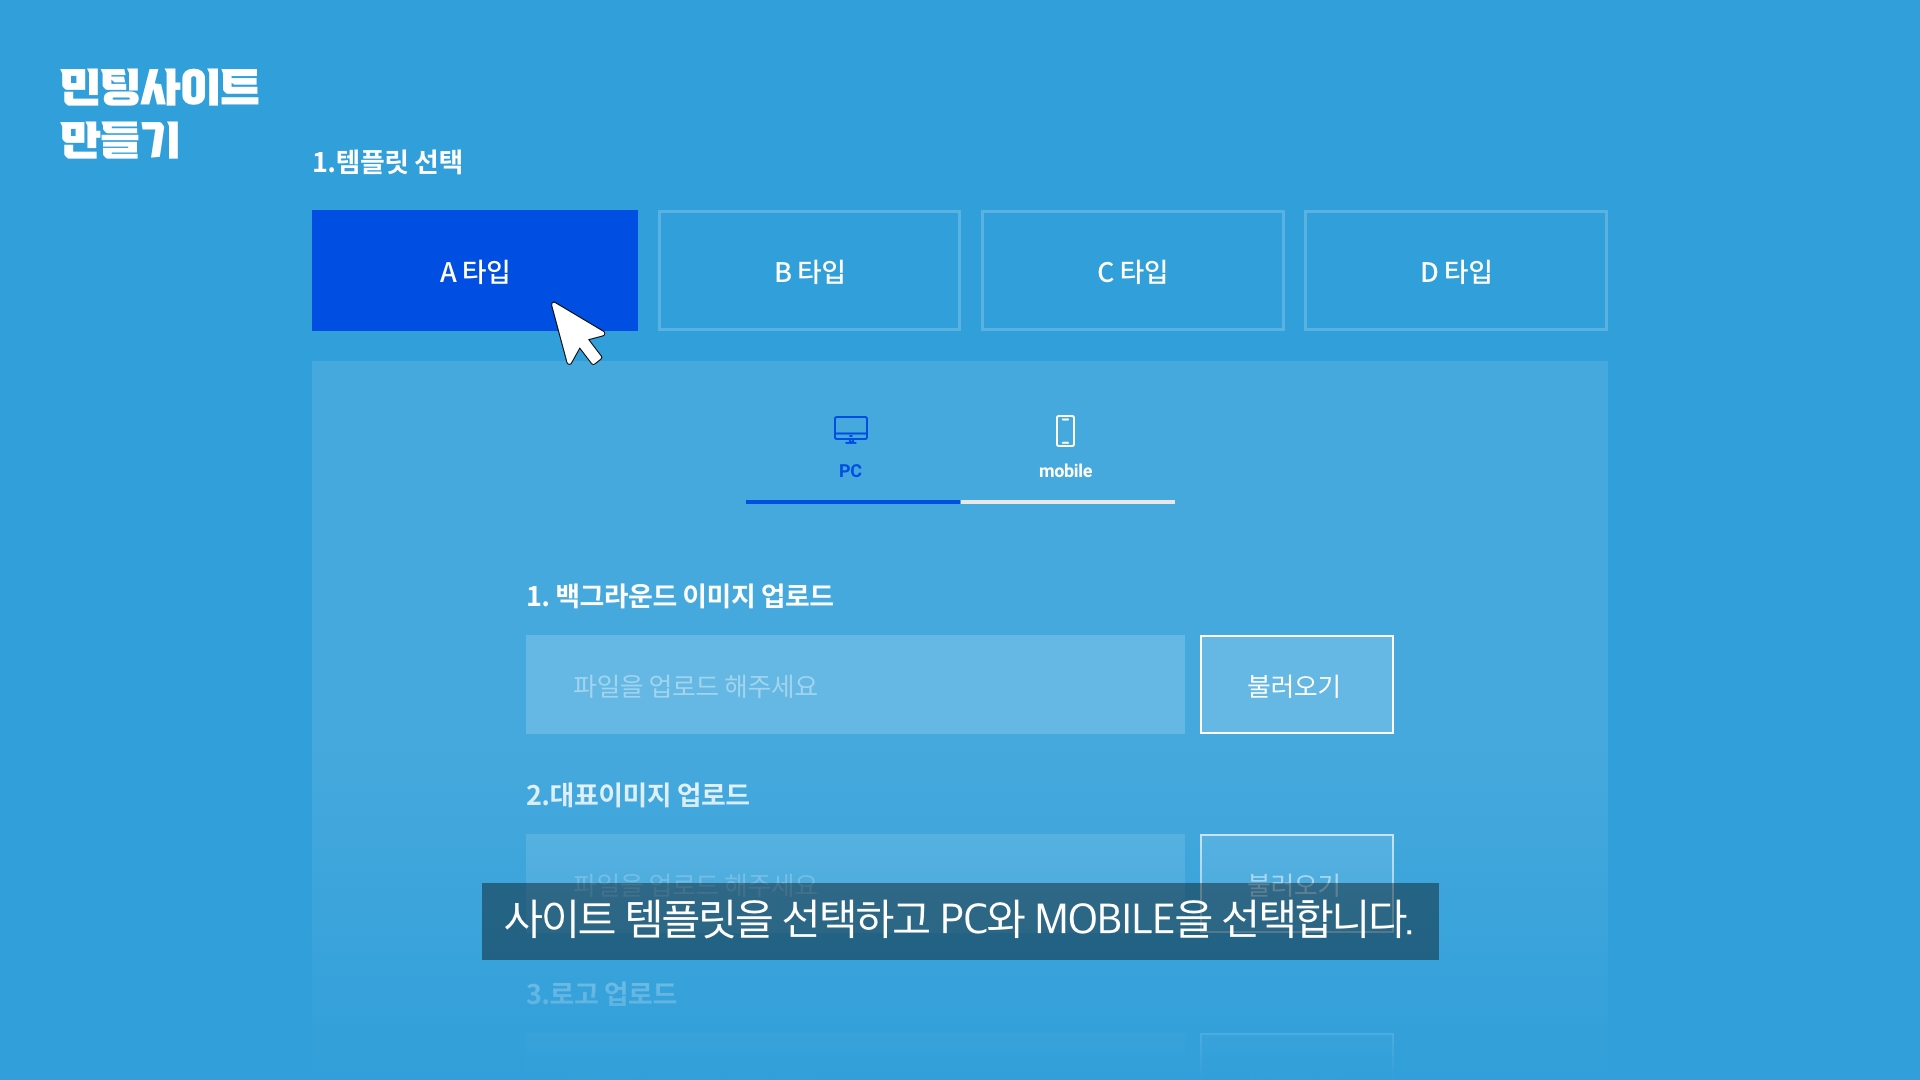 민팅사이트
만들기
1.템플릿 선택
A 타입
B 타입
C 타입
D 타입
PC
mobile
1. 백그라운드 이미지 업로드
파일을 업로드 해주세요
불러오기
2.대표이미지 업로드
파일을 업로드 해주세요
불러오기
사이트 템플릿을 선택하고 PC와 MOBILE을 선택합니다.
3.로고 업로드